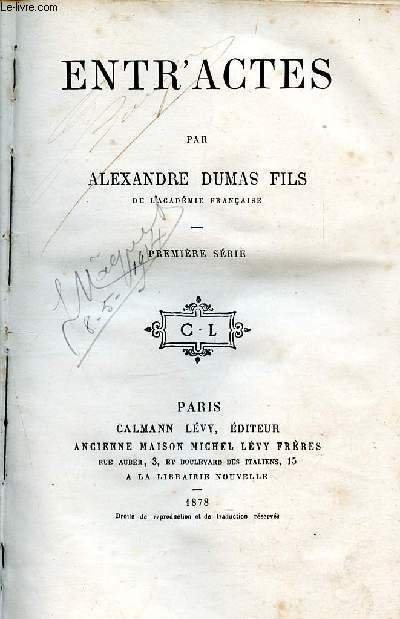 Le-livre.com
ENTR'ACTES
PAR
ALEXANDRE DUMAS FILS
DE L'ACADÉMIE FRANÇAISE
PREMIÈRE SÉRIE
C-L
PARIS
CALMANN LÉVY, ÉDITEUR
ANCIENNE MAISON MICHEL LÉVY FRÈRES
RUE AUBER, 3, ET BOULEVARD DES ITALIENS, 15
A LA LIBRAIRIE NOUVELLE
1878
Droits de reproduction et de traduction réservés